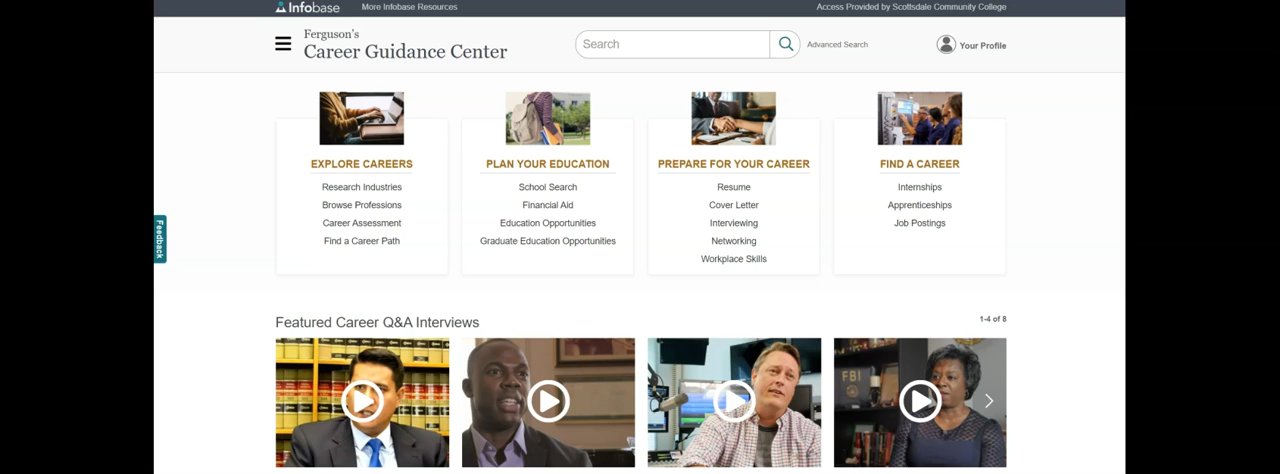 Infobase
More Infobase Resources
Access Provided by Scottsdale Community College
Ferguson's
Career Guidance Center
Search
Advanced Search
Your Profile
EXPLORE CAREERS
Research Industries
Browse Professions
Career Assessment
Find a Career Path
PLAN YOUR EDUCATION
School Search
Financial Aid
Education Opportunities
Graduate Education Opportunities
PREPARE FOR YOUR CAREER
Resume
Cover Letter
Interviewing
Networking
Workplace Skills
FIND A CAREER
Internships
Apprenticeships
Job Postings
Feedback
Featured Career Q&A Interviews
1-4 of 8
FBI